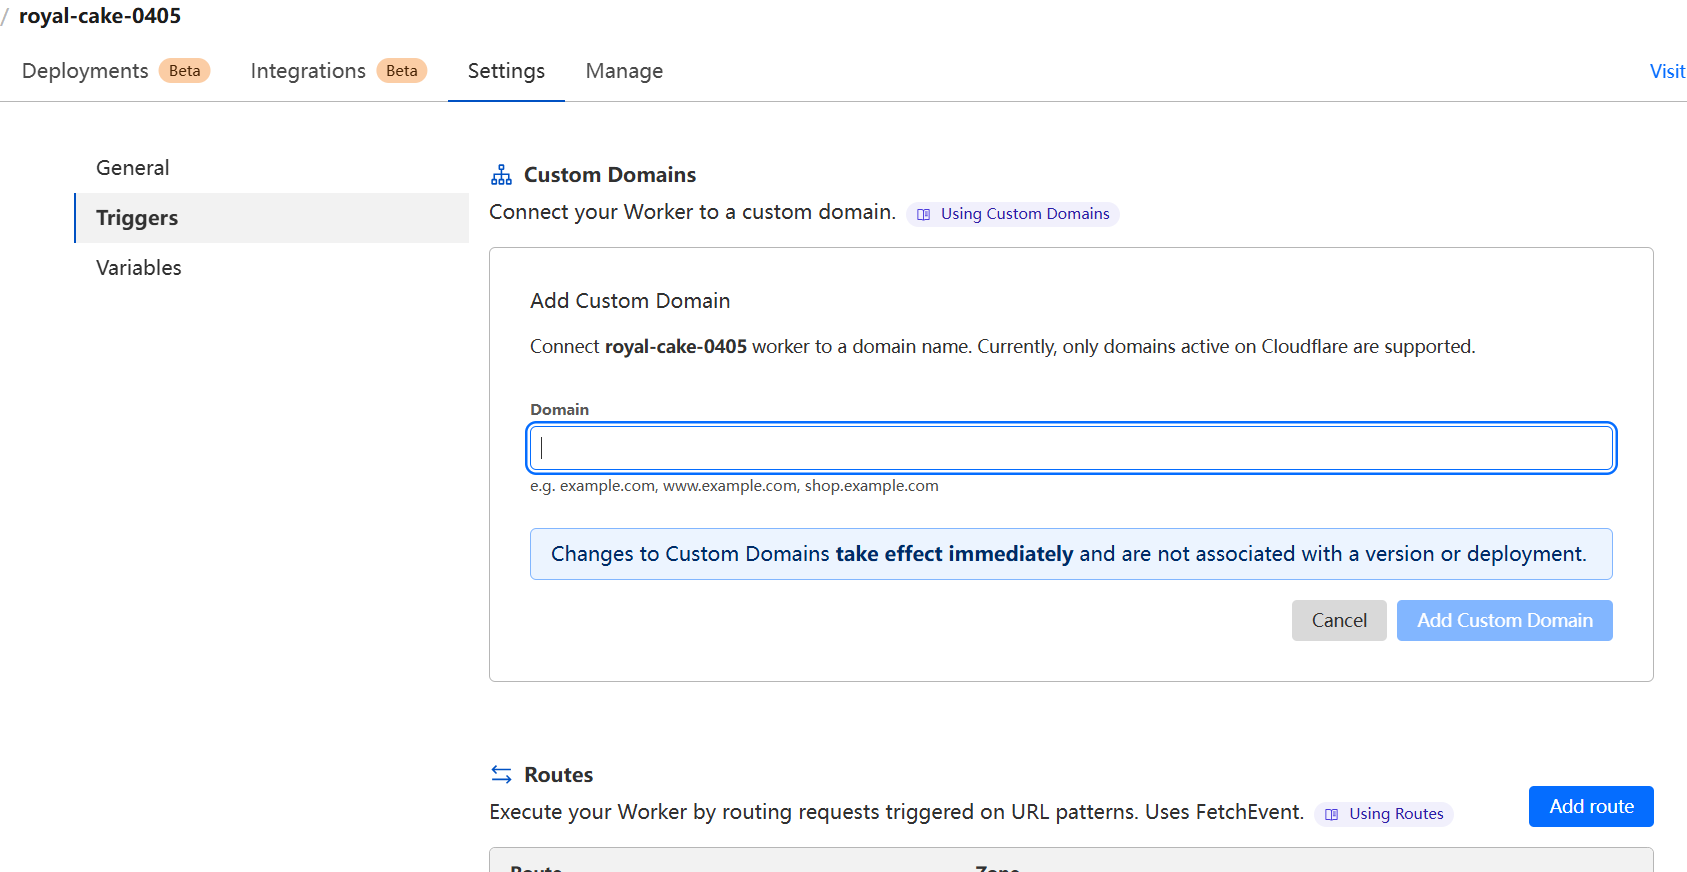 / royal-cake-0405
Deployments Beta Integrations Beta Settings Manage Visit
General
Triggers
Variables
Custom Domains
Connect your Worker to a custom domain. Using Custom Domains
Add Custom Domain
Connect royal-cake-0405 worker to a domain name. Currently, only domains active on Cloudflare are supported.
Domain
e.g. example.com, www.example.com, shop.example.com
Changes to Custom Domains take effect immediately and are not associated with a version or deployment.
Cancel Add Custom Domain
Routes
Execute your Worker by routing requests triggered on URL patterns. Uses FetchEvent. Using Routes
Add route
Route Zone